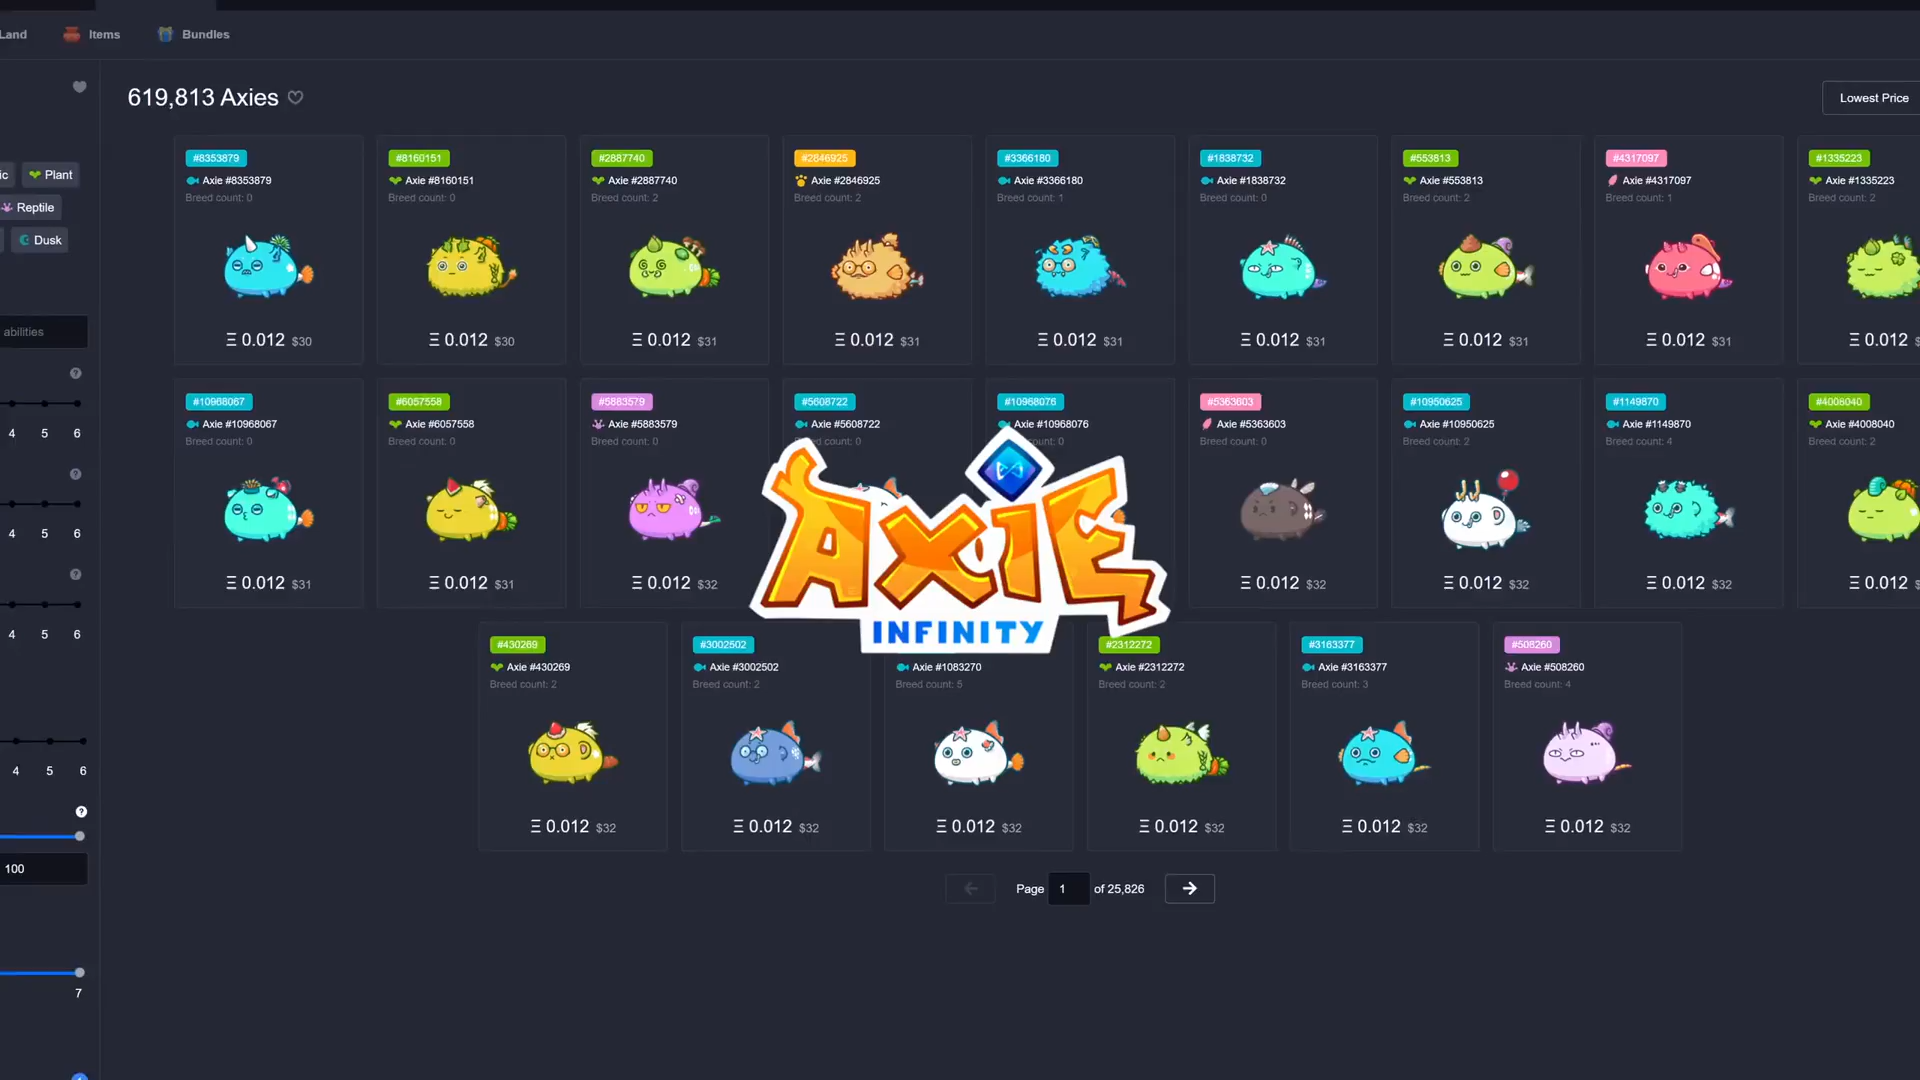 Land Items Bundles
619,813 Axies
Lowest Price
ic Plant
Reptile
Dusk
abilities
4 5 6
4 5 6
4 5 6
4 5 6
100
7
#8353879 #8160151 #2887740 #2846925 #3366180 #1838732 #553813 #4317097 #1335223
Axie #8353879 Axie #8160151 Axie #2887740 Axie #2846925 Axie #3366180 Axie #1838732 Axie #553813 Axie #4317097 Axie #1335223
Breed count: 0 Breed count: 0 Breed count: 2 Breed count: 2 Breed count: 1 Breed count: 0 Breed count: 2 Breed count: 1 Breed count: 2
Ξ 0.012 $30 Ξ 0.012 $30 Ξ 0.012 $31 Ξ 0.012 $31 Ξ 0.012 $31 Ξ 0.012 $31 Ξ 0.012 $31 Ξ 0.012 $31 Ξ 0.012
#10968067 #6057558 #5883579 #5608722 #10968076 #5363603 #10950625 #1149870 #4008040
Axie #10968067 Axie #6057558 Axie #5883579 Axie #5608722 Axie #10968076 Axie #5363603 Axie #10950625 Axie #1149870 Axie #4008040
Breed count: 0 Breed count: 0 Breed count: 0 Breed count: 0 count: 0 Breed count: 0 Breed count: 2 Breed count: 4 Breed count: 2
Ξ 0.012 $31 Ξ 0.012 $31 Ξ 0.012 $32 Ξ 0.012 $32 Ξ 0.012 $32 Ξ 0.012 $32 Ξ 0.012
AXIE
INFINITY
#430269 #3002502 #2312272 #3163377 #508260
Axie #430269 Axie #3002502 Axie #1083270 Axie #2312272 Axie #3163377 Axie #508260
Breed count: 2 Breed count: 2 Breed count: 5 Breed count: 2 Breed count: 3 Breed count: 4
Ξ 0.012 $32 Ξ 0.012 $32 Ξ 0.012 $32 Ξ 0.012 $32 Ξ 0.012 $32 Ξ 0.012 $32
Page 1 of 25,826